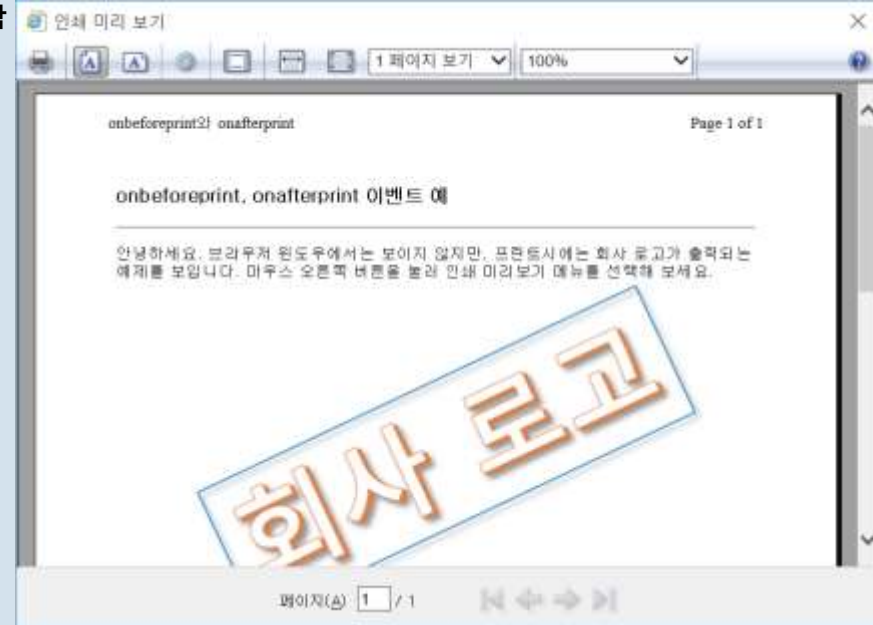 인쇄 미리 보기
1 페이지 보기 100%
onbeforeprint와 onafterprint Page 1 of 1
onbeforeprint, onafterprint 이벤트 예
안녕하세요. 브라우저 윈도우에서는 보이지 않지만, 프린트시에는 회사 로고가 출력되는
예제를 보입니다. 마우스 오른쪽 버튼을 눌러 인쇄 미리보기 메뉴를 선택해 보세요.
회사 로고
페이지(A) 1 / 1